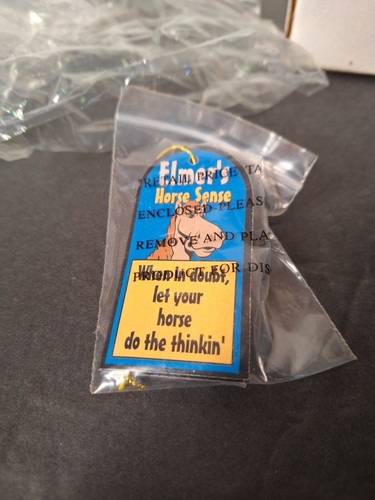 Elmer's
"RETAIL PRICE TA
Horse Sense
ENCLOSED-PLEAS
REMOVE AND PLA
PRODUCT FOR DIS
When in doubt,
let your
horse
do the thinkin'